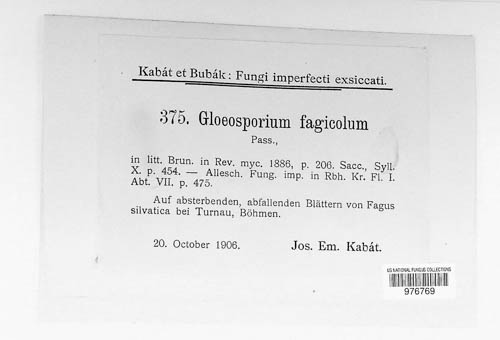 Kabát et Bubák: Fungi imperfecti exsiccati.
375. Gloeosporium fagicolum
Pass.,
in litt. Brun. in Rev. myc. 1886, p. 206. Sacc., Syll.
X. p. 454. — Allesch. Fung. imp. in Rbh. Kr. Fl. I.
Abt. VII. p. 475.
Auf absterbenden, abfallenden Blättern von Fagus
silvatica bei Turnau, Böhmen.
20. October 1906. Jos. Em. Kabát.
US NATIONAL FUNGUS COLLECTIONS
976769